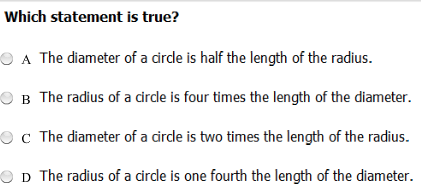 Which statement is true?
A The diameter of a circle is half the length of the radius.
B The radius of a circle is four times the length of the diameter.
C The diameter of a circle is two times the length of the radius.
D The radius of a circle is one fourth the length of the diameter.